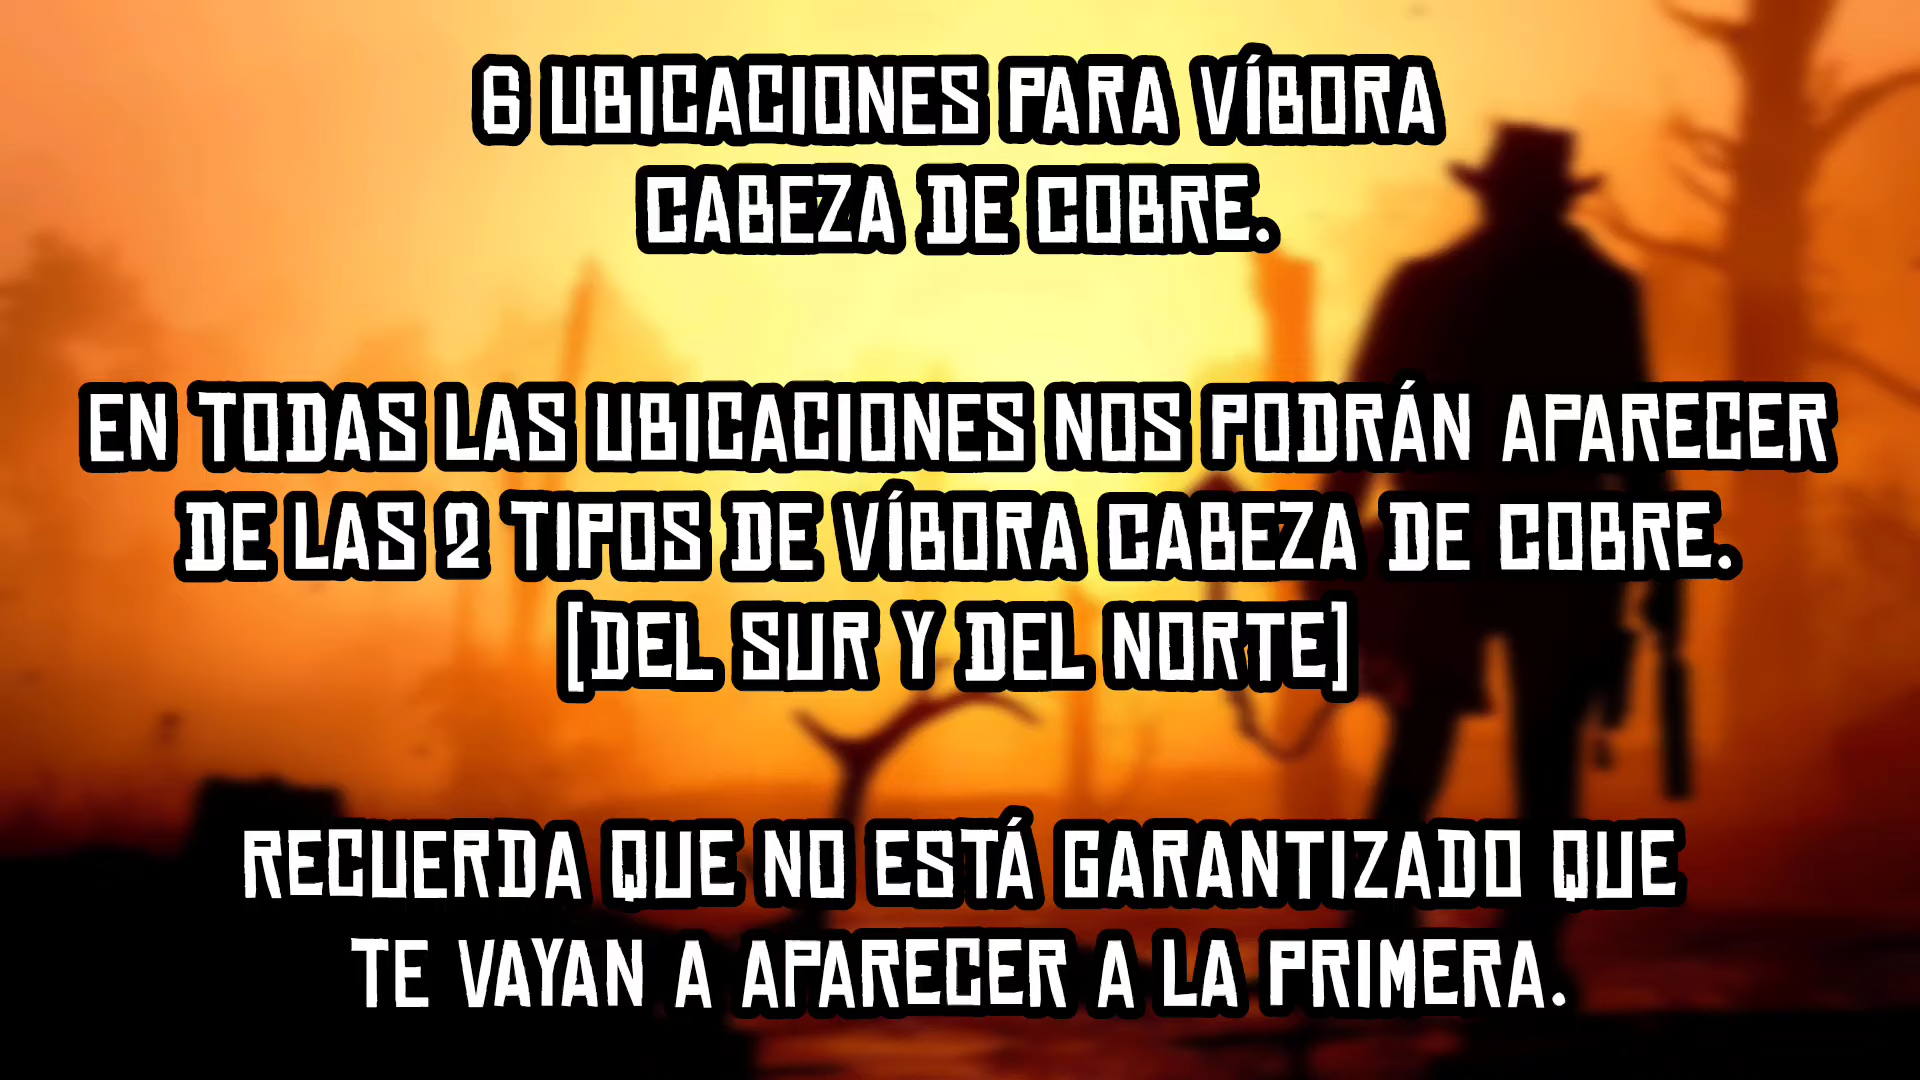 6 UBICACIONES PARA VÍBORA
CABEZA DE COBRE.
EN TODAS LAS UBICACIONES NOS PODRÁN APARECER
DE LAS 2 TIPOS DE VÍBORA CABEZA DE COBRE.
[DEL SUR Y DEL NORTE]
RECUERDA QUE NO ESTÁ GARANTIZADO QUE
TE VAYAN A APARECER A LA PRIMERA.